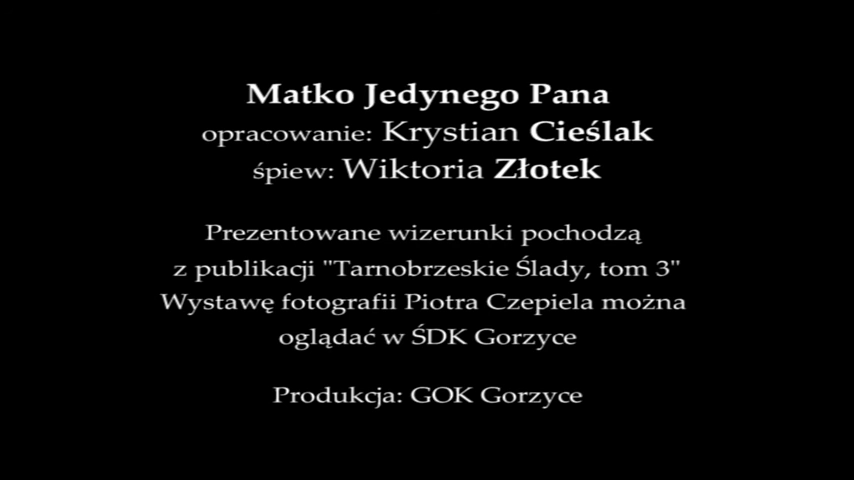 Matko Jedynego Pana
opracowanie: Krystian Cieślak
śpiew: Wiktoria Złotek
Prezentowane wizerunki pochodzą
z publikacji "Tarnobrzeskie Ślady, tom 3"
Wystawę fotografii Piotra Czepiela można
oglądać w ŚDK Gorzyce
Produkcja: GOK Gorzyce